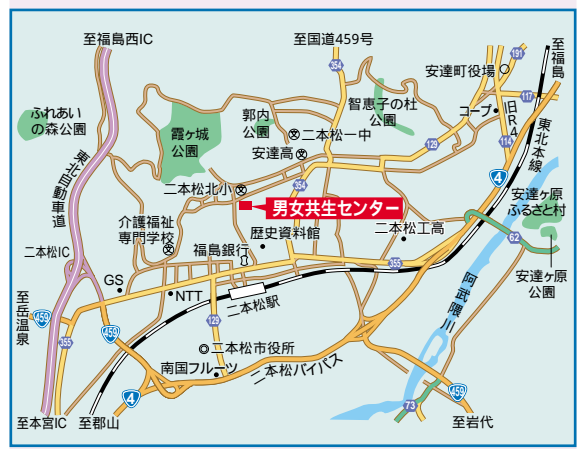 至福島西IC
至国道459号
至福島
191
安達町役場
354
117
ふれあい
の森公園
智恵子の杜
公園
コープ
旧R4
114
霞ヶ城
公園
郭内
公園
二本松一中
129
東北本線
安達高
4
東北自動車道
二本松北小
354
男女共生センター
安達ヶ原
ふるさと村
介護福祉
専門学校
歴史資料館
二本松工高
62
二本松IC
福島銀行
355
安達ヶ原
公園
GS
NTT
二本松駅
阿武隈川
至岳温泉
459
355
459
129
二本松市役所
南国フルーツ
二本松バイパス
4
73
459
至本宮IC
至郡山
至岩代